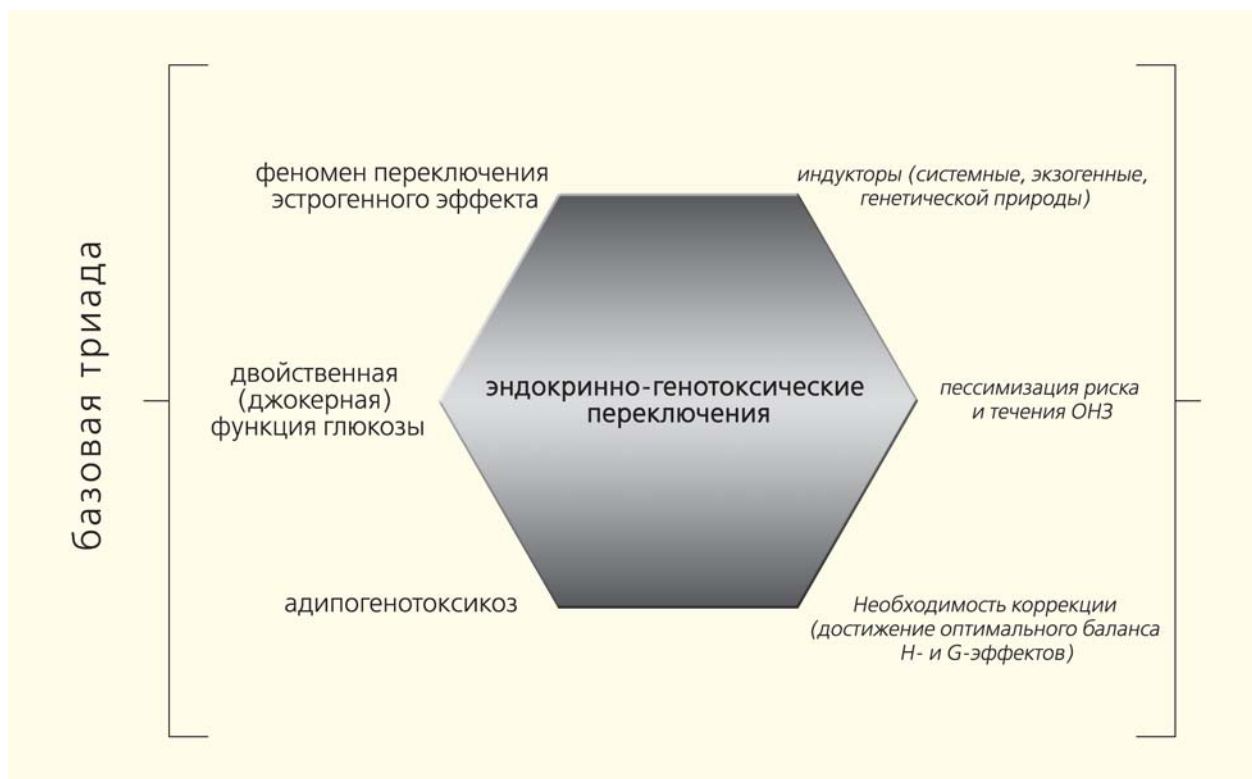 базовая триада
феномен переключения
эстрогенного эффекта
двойственная
(джокерная)
функция глюкозы
адипогенотоксикоз
эндокринно-генотоксические
переключения
индукторы (системные, экзогенные,
генетической природы)
пессимизация риска
и течения ОНЗ
Необходимость коррекции
(достижение оптимального баланса
Н- и G-эффектов)